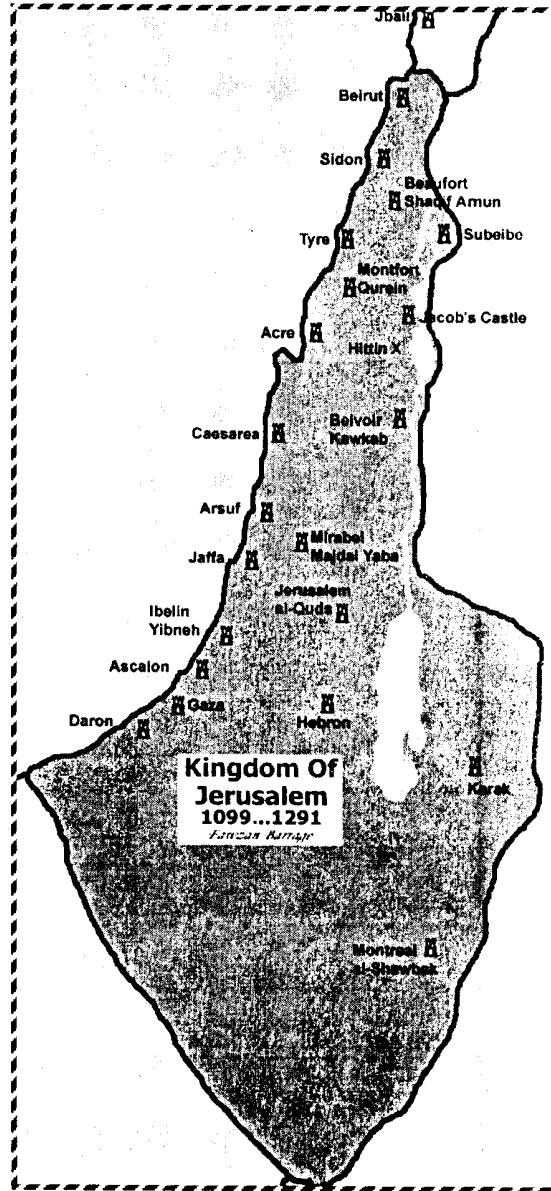 Jbail
Beirut
Sidon
Beaufort
Shaqif Arnun
Tyre
Subeibe
Montfort
Qurein
Jacob's Castle
Acre
Hittin X
Belvoir
Kawkab
Caesarea
Arsuf
Mirabel
Majdal Yaba
Jaffa
Jerusalem
al-Quds
Ibelin
Yibneh
Ascalon
Gaza
Hebron
Daron
Kingdom Of
Jerusalem
1099...1291
Karak
Montreal
al-Shawbak